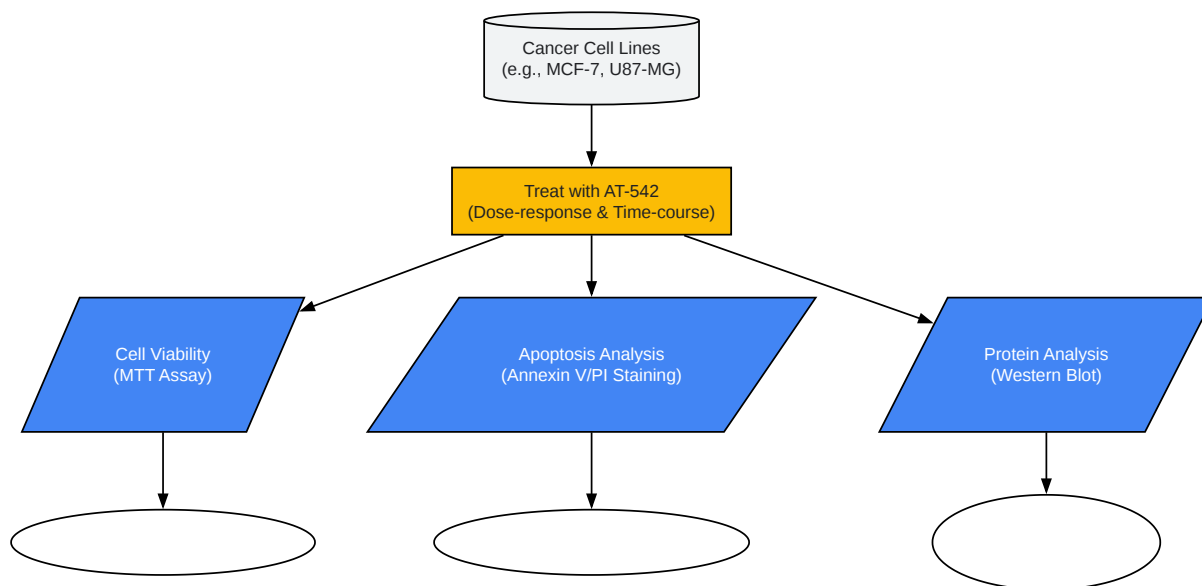 Cancer Cell Lines
(e.g., MCF-7, U87-MG)
Treat with AT-542
(Dose-response & Time-course)
Cell Viability
(MTT Assay)
Apoptosis Analysis
(Annexin V/PI Staining)
Protein Analysis
(Western Blot)